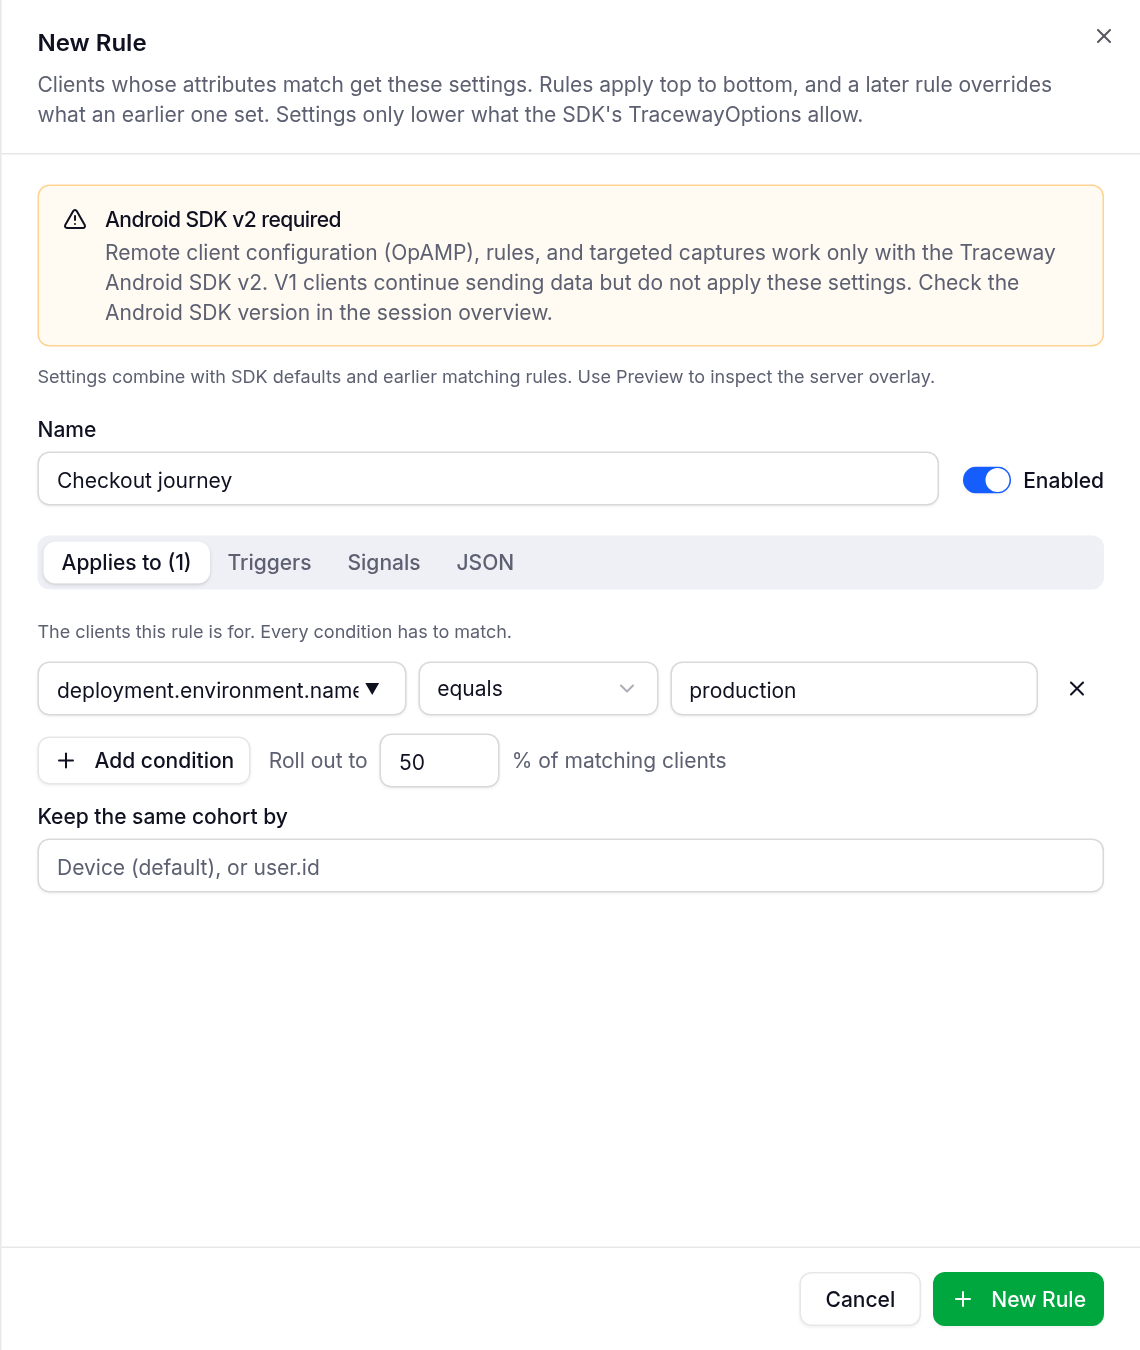 New Rule
Clients whose attributes match get these settings. Rules apply top to bottom, and a later rule overrides
what an earlier one set. Settings only lower what the SDK's TracewayOptions allow.
Android SDK v2 required
Remote client configuration (OpAMP), rules, and targeted captures work only with the Traceway
Android SDK v2. V1 clients continue sending data but do not apply these settings. Check the
Android SDK version in the session overview.
Settings combine with SDK defaults and earlier matching rules. Use Preview to inspect the server overlay.
Name
Checkout journey
Enabled
Applies to (1) Triggers Signals JSON
The clients this rule is for. Every condition has to match.
deployment.environment.name equals production
Add condition Roll out to 50 % of matching clients
Keep the same cohort by
Device (default), or user.id
Cancel New Rule